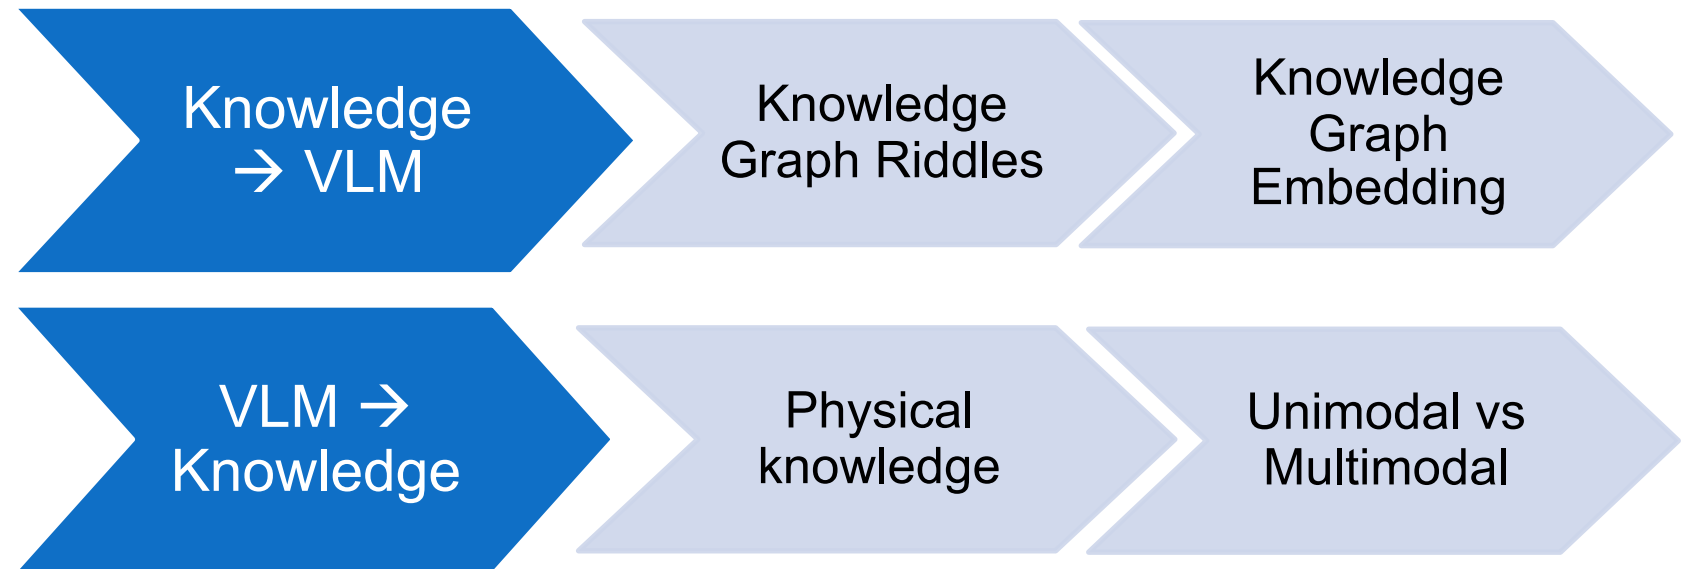 Knowledge
→ VLM
Knowledge
Graph Riddles
Knowledge
Graph
Embedding
VLM →
Knowledge
Physical
knowledge
Unimodal vs
Multimodal